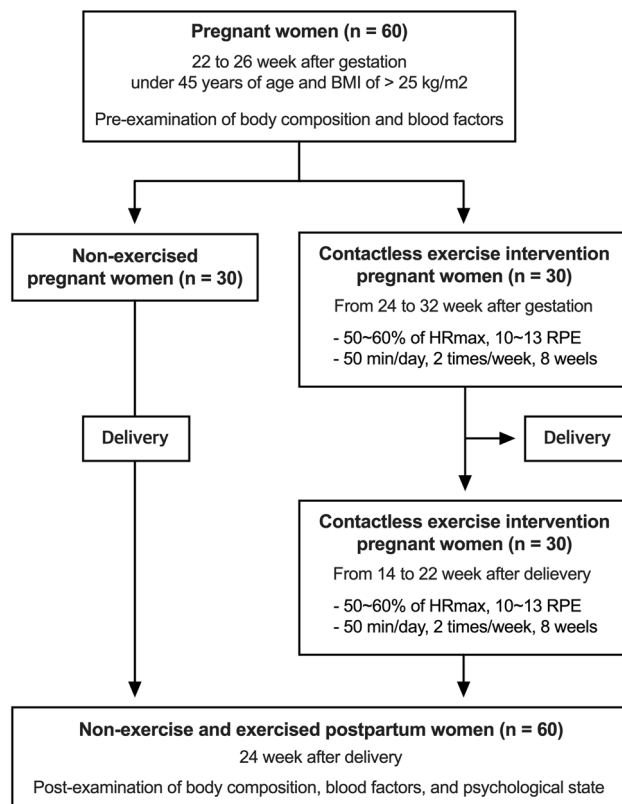 Pregnant women (n = 60)
22 to 26 week after gestation
under 45 years of age and BMI of > 25 kg/m2
Pre-examination of body composition and blood factors
Non-exercised
pregnant women (n = 30)
Contactless exercise intervention
pregnant women (n = 30)
From 24 to 32 week after gestation
- 50~60% of HRmax, 10~13 RPE
- 50 min/day, 2 times/week, 8 weels
Delivery
Delivery
Contactless exercise intervention
pregnant women (n = 30)
From 14 to 22 week after delievery
- 50~60% of HRmax, 10~13 RPE
- 50 min/day, 2 times/week, 8 weels
Non-exercise and exercised postpartum women (n = 60)
24 week after delivery
Post-examination of body composition, blood factors, and psychological state